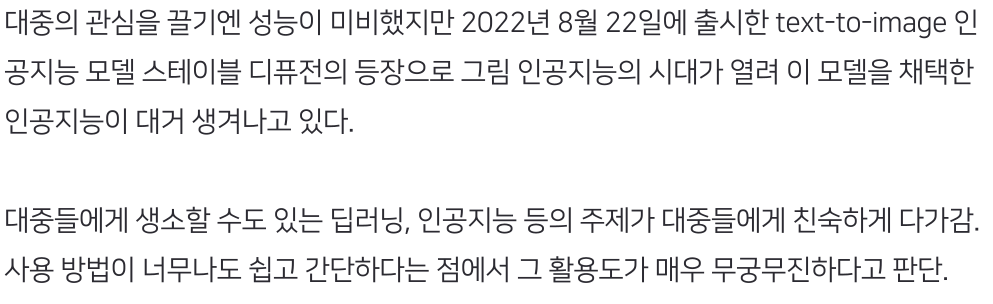 대중의 관심을 끌기엔 성능이 미비했지만 2022년 8월 22일에 출시한 text-to-image 인
공지능 모델 스테이블 디퓨전의 등장으로 그림 인공지능의 시대가 열려 이 모델을 채택한
인공지능이 대거 생겨나고 있다.
대중들에게 생소할 수도 있는 딥러닝, 인공지능 등의 주제가 대중들에게 친숙하게 다가감.
사용 방법이 너무나도 쉽고 간단하다는 점에서 그 활용도가 매우 무궁무진하다고 판단.